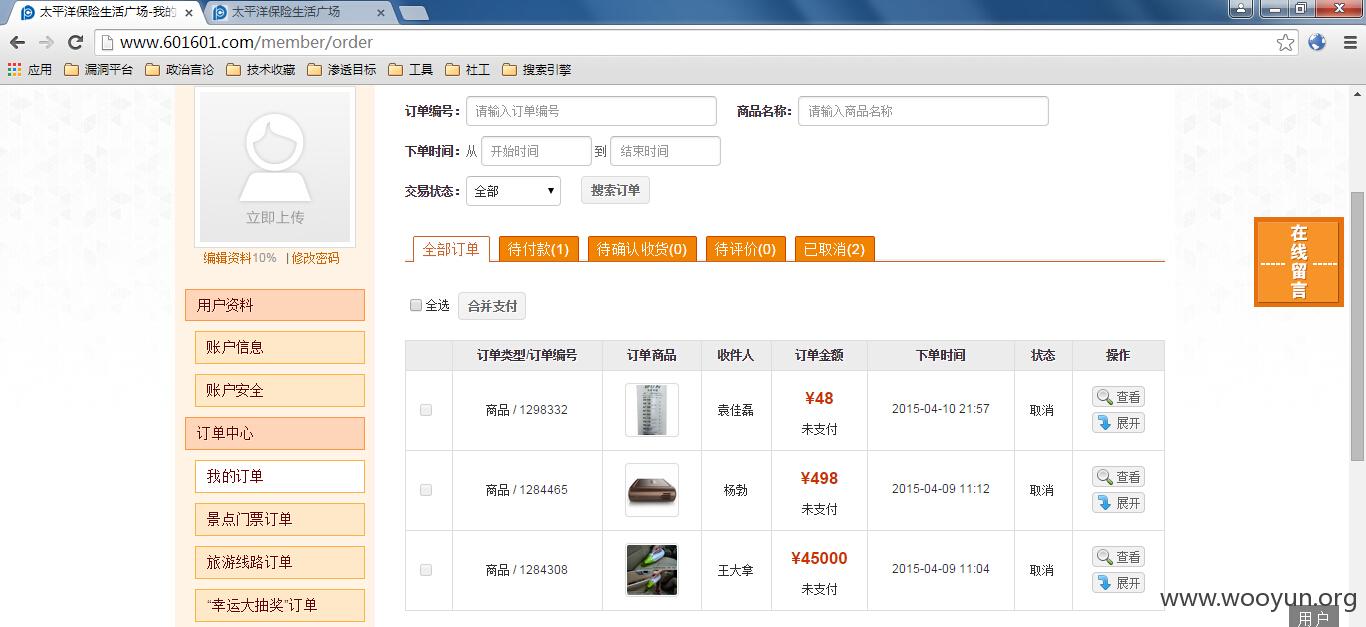 太平洋保险生活广场-我的
太平洋保险生活广场
www.601601.com/member/order
应用 漏洞平台 政治言论 技术收藏 渗透目标 工具 社工 搜索引擎
立即上传
编辑资料10% | 修改密码
用户资料
账户信息
账户安全
订单中心
我的订单
景点门票订单
旅游线路订单
“幸运大抽奖”订单
订单编号： 请输入订单编号 商品名称： 请输入商品名称
下单时间： 从 开始时间 到 结束时间
交易状态： 全部 搜索订单
全部订单 待付款(1) 待确认收货(0) 待评价(0) 已取消(2)
全选 合并支付
订单类型/订单编号 订单商品 收件人 订单金额 下单时间 状态 操作
商品 / 1298332 袁佳磊 ¥48 未支付 2015-04-10 21:57 取消 查看 展开
商品 / 1284465 杨勃 ¥498 未支付 2015-04-09 11:12 取消 查看 展开
商品 / 1284308 王大拿 ¥45000 未支付 2015-04-09 11:04 取消 查看 展开
在线留言
www.wooyun.org
用户